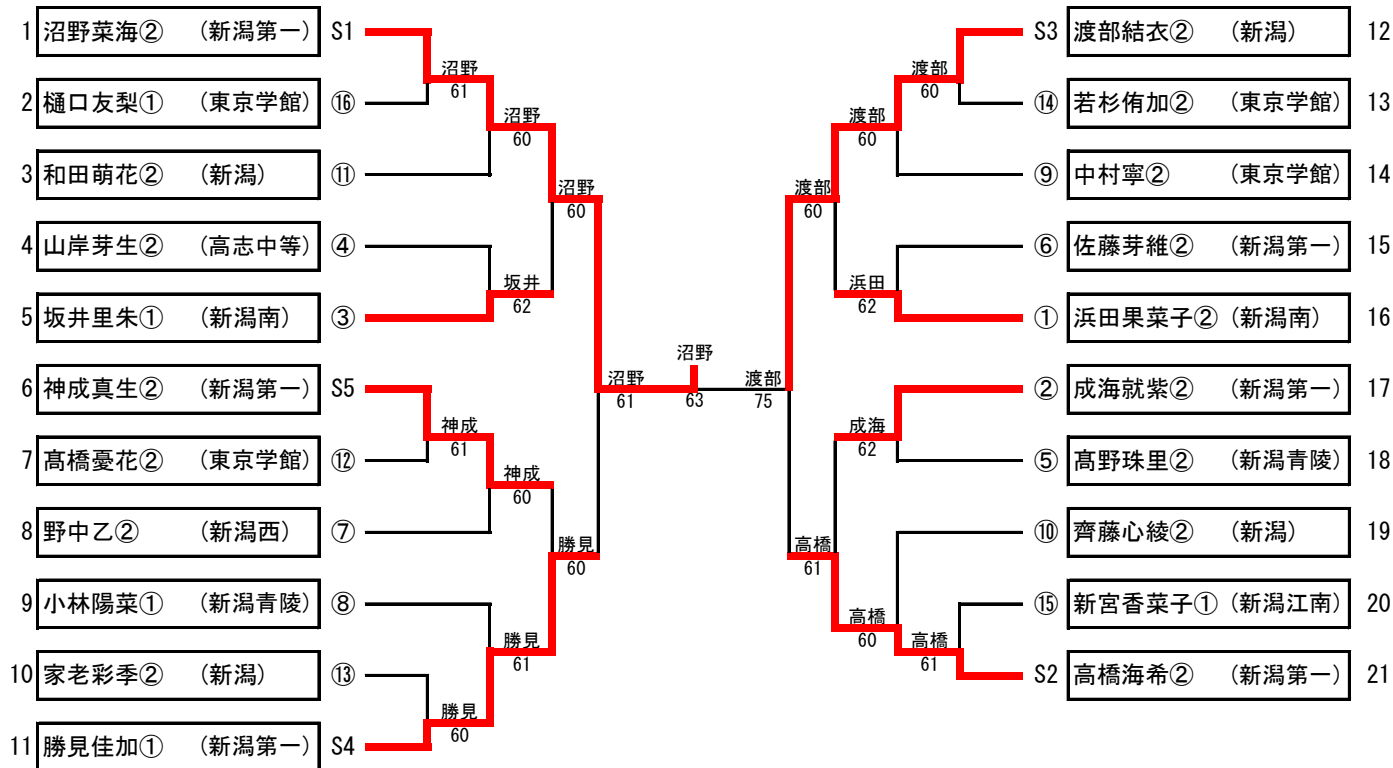 1 沼野菜海② (新潟第一) S1
2 樋口友梨① (東京学館) ⑯
3 和田萌花② (新潟) ⑪
4 山岸芽生② (高志中等) ④
5 坂井里朱① (新潟南) ③
6 神成真生② (新潟第一) S5
7 髙橋憂花② (東京学館) ⑫
8 野中乙② (新潟西) ⑦
9 小林陽菜① (新潟青陵) ⑧
10 家老彩季② (新潟) ⑬
11 勝見佳加① (新潟第一) S4
沼野
61
沼野
60
沼野
60
坂井
62
神成
61
神成
60
勝見
60
勝見
61
勝見
60
沼野
61
沼野
63
渡部
75
渡部
60
渡部
60
渡部
60
浜田
62
成海
62
高橋
61
高橋
60
高橋
61
S3 渡部結衣② (新潟) 12
⑭ 若杉侑加② (東京学館) 13
⑨ 中村寧② (東京学館) 14
⑥ 佐藤芽維② (新潟第一) 15
① 浜田果菜子② (新潟南) 16
② 成海就紫② (新潟第一) 17
⑤ 髙野珠里② (新潟青陵) 18
⑩ 齊藤心綾② (新潟) 19
⑮ 新宮香菜子① (新潟江南) 20
S2 高橋海希② (新潟第一) 21